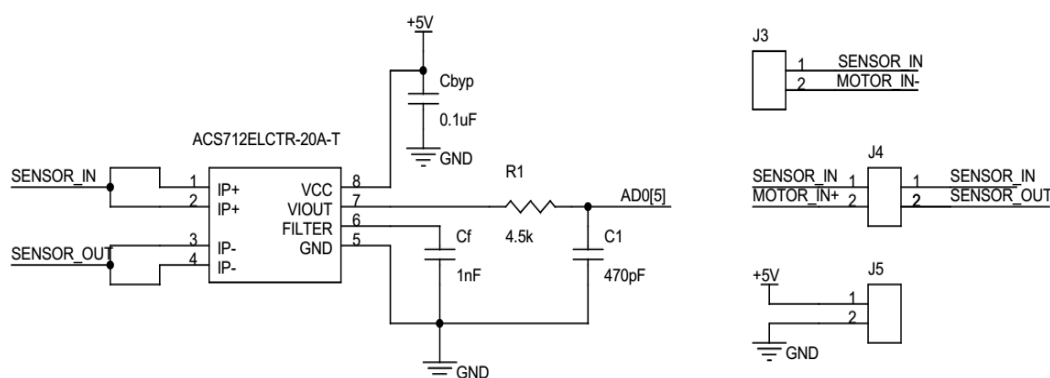 +5V
Cbyp
0.1uF
GND
ACS712ELCTR-20A-T
SENSOR_IN
SENSOR_OUT
1 IP+
2 IP+
3 IP-
4 IP-
VCC 8
VIOUT 7
FILTER 6
GND 5
R1
4.5k
AD0[5]
Cf
1nF
C1
470pF
GND
J3
1 SENSOR_IN
2 MOTOR_IN-
J4
SENSOR_IN 1 1 SENSOR_IN
MOTOR_IN+ 2 2 SENSOR_OUT
J5
+5V
1
2
GND